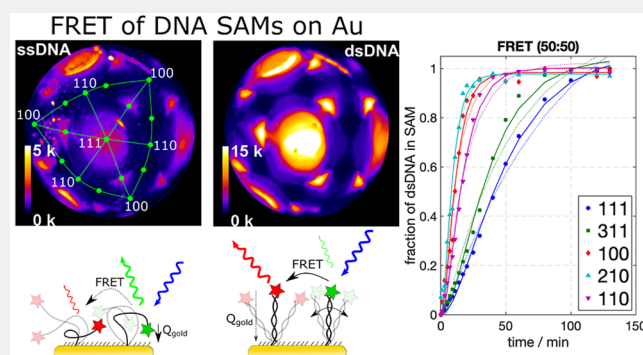 FRET of DNA SAMs on Au
ssDNA
110
100
100
111
110
110
100
5 k
0 k
dsDNA
15 k
0 k
FRET
Qgold
FRET
Qgold
FRET (50:50)
fraction of dsDNA in SAM
1
0.8
0.6
0.4
0.2
0
0
50
100
150
time / min
111
311
100
210
110